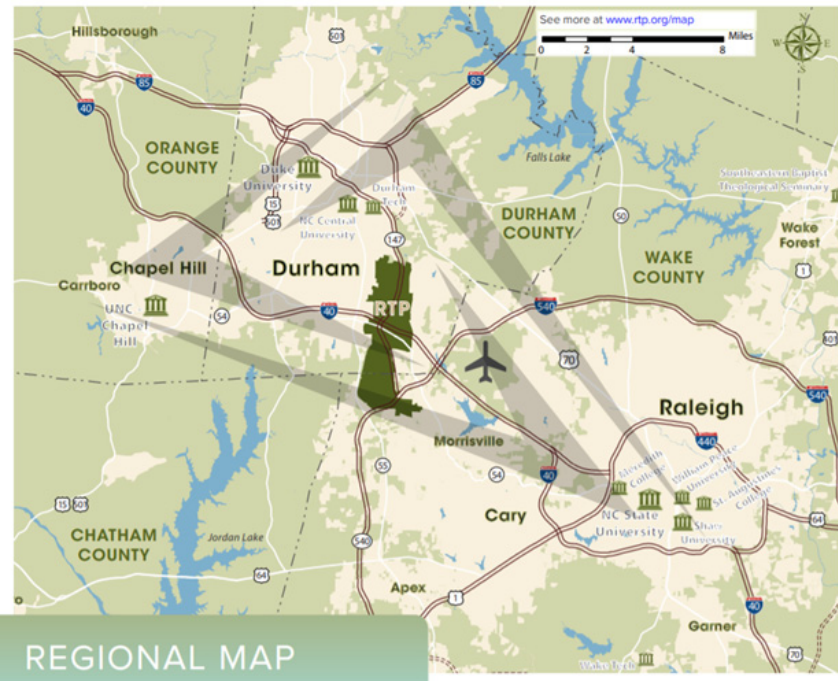 See more at www.rtp.org/map
0 2 4 8 Miles
N
W E
S
Hillsborough
501
85
85
40
ORANGE
COUNTY
Duke
University
Durham
Tech
NC Central
University
15
501
147
Falls Lake
DURHAM
COUNTY
50
Southeastern Baptist
Theological Seminary
Wake
Forest
WAKE
COUNTY
1
Chapel Hill
Durham
Carrboro
UNC
Chapel
Hill
54
40
RTP
540
70
401
540
Raleigh
440
Morrisville
Meredith
College
William Peace
University
St. Augustines
College
NC State
University
Shaw
University
55
54
40
64
15 501
CHATHAM
COUNTY
Jordan Lake
Cary
540
64
Apex
1
40
Garner
70
Wake Tech
REGIONAL MAP